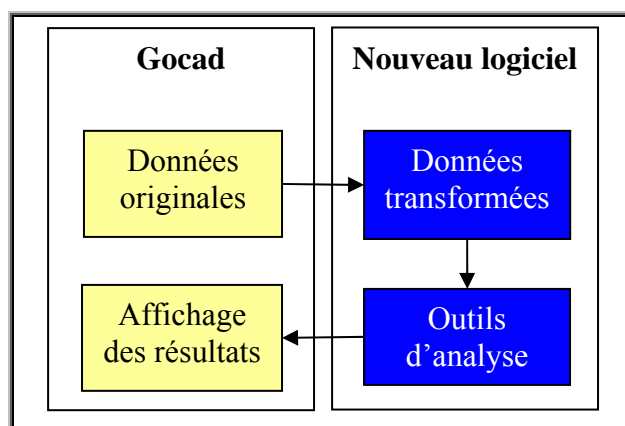 Gocad
Nouveau logiciel
Données
originales
Données
transformées
Affichage
des résultats
Outils
d’analyse